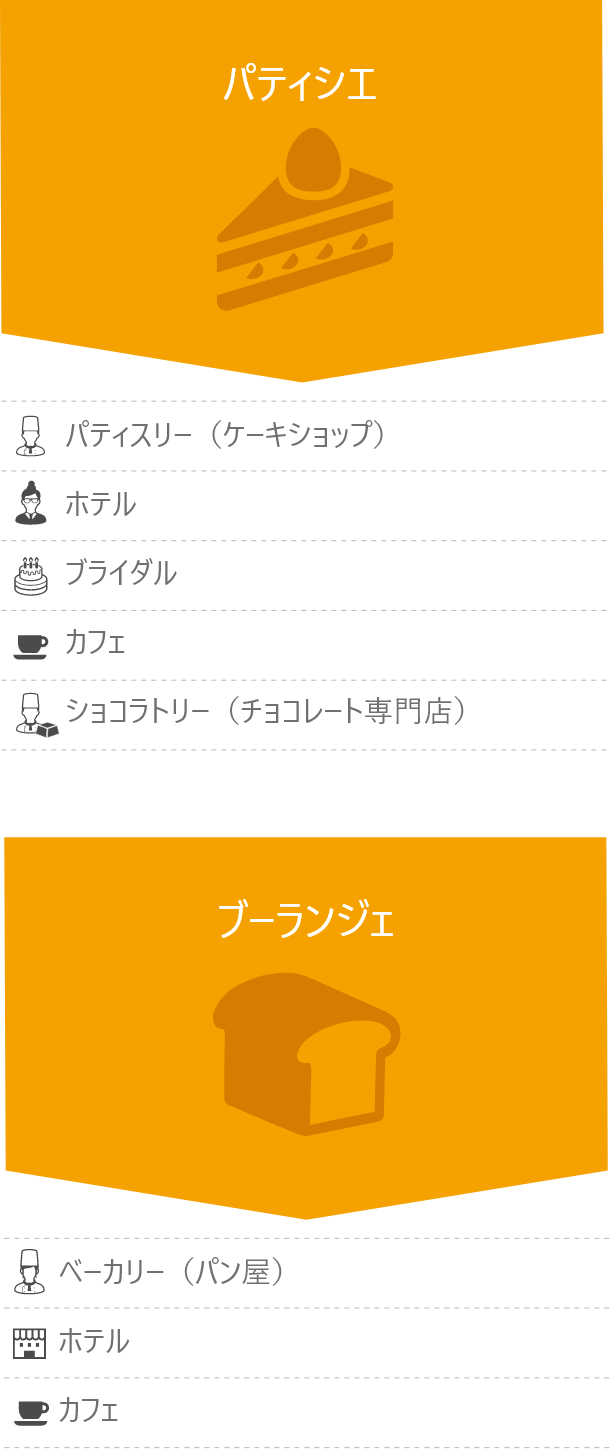 パティシエ
パティスリー（ケーキショップ）
ホテル
ブライダル
カフェ
ショコラトリー（チョコレート専門店）
ブーランジェ
ベーカリー（パン屋）
ホテル
カフェ